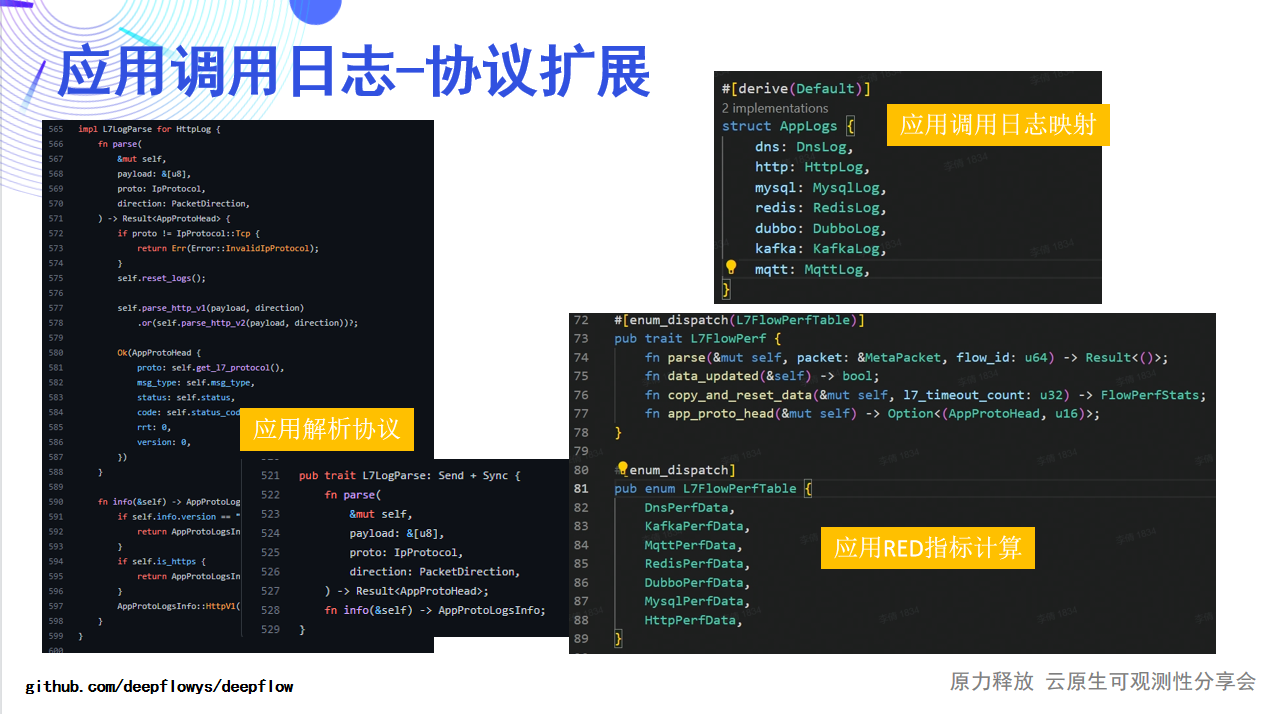 应用调用日志–协议扩展
565 impl L7LogParse for HttpLog {
566 fn parse(
567 &mut self,
568 payload: &[u8],
569 proto: IpProtocol,
570 direction: PacketDirection,
571 ) -> Result<AppProtoHead> {
572 if proto != IpProtocol::Tcp {
573 return Err(Error::InvalidIpProtocol);
574 }
575 self.reset_logs();
576
577 self.parse_http_v1(payload, direction)
578 .or(self.parse_http_v2(payload, direction))?;
579
580 Ok(AppProtoHead {
581 proto: self.get_l7_protocol(),
582 msg_type: self.msg_type,
583 status: self.status,
584 code: self.status_cod
585 rrt: 0,
586 version: 0,
587 })
588 }
589
590 fn info(&self) -> AppProtoLog
591 if self.info.version == "
592 return AppProtoLogsIn
593 }
594 if self.is_https {
595 return AppProtoLogsIn
596 }
597 AppProtoLogsInfo::HttpV1(
598 }
599 }
600
应用解析协议
521 pub trait L7LogParse: Send + Sync {
522 fn parse(
523 &mut self,
524 payload: &[u8],
525 proto: IpProtocol,
526 direction: PacketDirection,
527 ) -> Result<AppProtoHead>;
528 fn info(&self) -> AppProtoLogsInfo;
529 }
#[derive(Default)]
2 implementations
struct AppLogs {
dns: DnsLog,
http: HttpLog,
mysql: MysqlLog,
redis: RedisLog,
dubbo: DubboLog,
kafka: KafkaLog,
mqtt: MqttLog,
}
应用调用日志映射
72 #[enum_dispatch(L7FlowPerfTable)]
73 pub trait L7FlowPerf {
74 fn parse(&mut self, packet: &MetaPacket, flow_id: u64) -> Result<()>;
75 fn data_updated(&self) -> bool;
76 fn copy_and_reset_data(&mut self, l7_timeout_count: u32) -> FlowPerfStats;
77 fn app_proto_head(&mut self) -> Option<(AppProtoHead, u16)>;
78 }
79
80 #[enum_dispatch]
81 pub enum L7FlowPerfTable {
82 DnsPerfData,
83 KafkaPerfData,
84 MqttPerfData,
85 RedisPerfData,
86 DubboPerfData,
87 MysqlPerfData,
88 HttpPerfData,
89 }
应用RED指标计算
github.com/deepflowys/deepflow
原力释放 云原生可观测性分享会